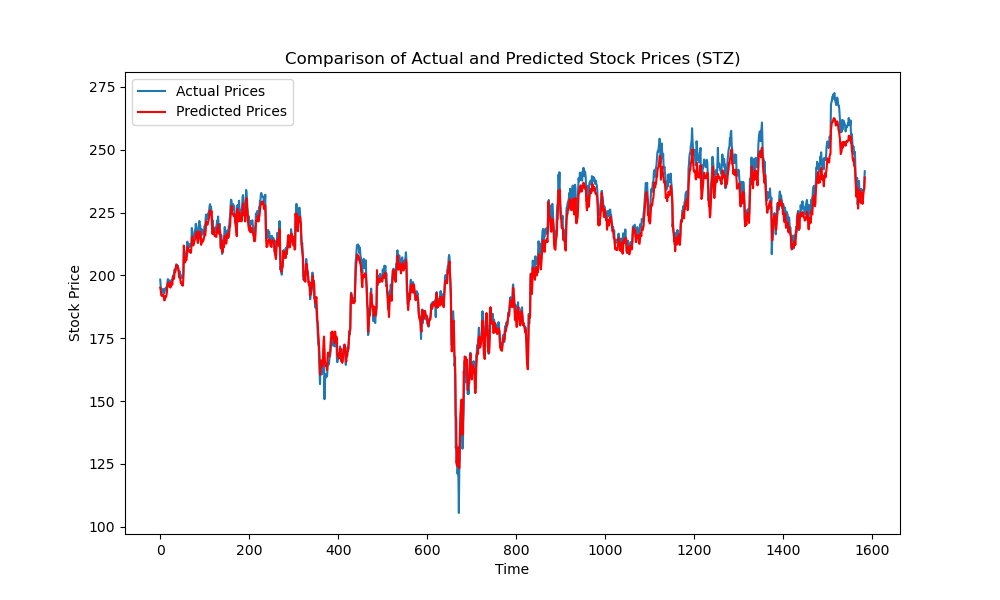 Comparison of Actual and Predicted Stock Prices (STZ)
Actual Prices
Predicted Prices
Stock Price
275
250
225
200
175
150
125
100
0 200 400 600 800 1000 1200 1400 1600
Time